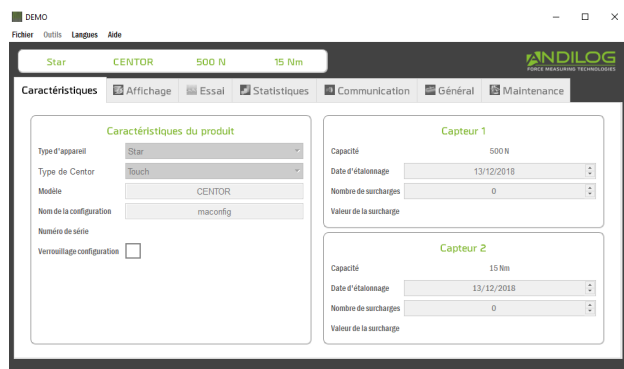 DEMO
Fichier Outils Langues Aide
Star CENTOR 500 N 15 Nm
ANDILOG
FORCE MEASURING TECHNOLOGIES
Caractéristiques Affichage Essai Statistiques Communication Général Maintenance
Caractéristiques du produit
Type d'appareil Star
Type de Centor Touch
Modèle CENTOR
Nom de la configuration maconfig
Numéro de série
Verrouillage configuration
Capteur 1
Capacité 500 N
Date d'étalonnage 13/12/2018
Nombre de surcharges 0
Valeur de la surcharge
Capteur 2
Capacité 15 Nm
Date d'étalonnage 13/12/2018
Nombre de surcharges 0
Valeur de la surcharge